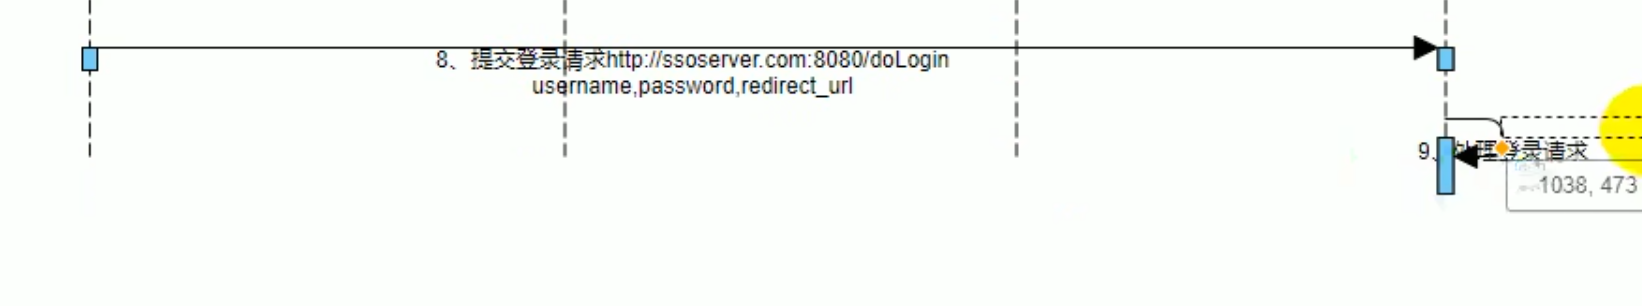 8、提交登录请求http://ssoserver.com:8080/doLogin
username,password,redirect_url
9、处理登录请求
1038, 473